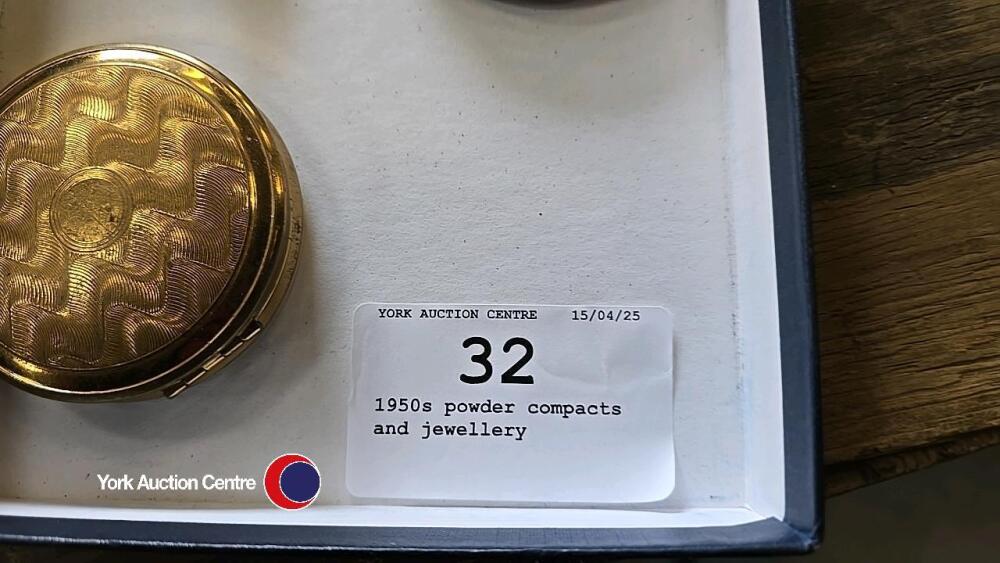 YORK AUCTION CENTRE 15/04/25
32
1950s powder compacts
and jewellery
York Auction Centre